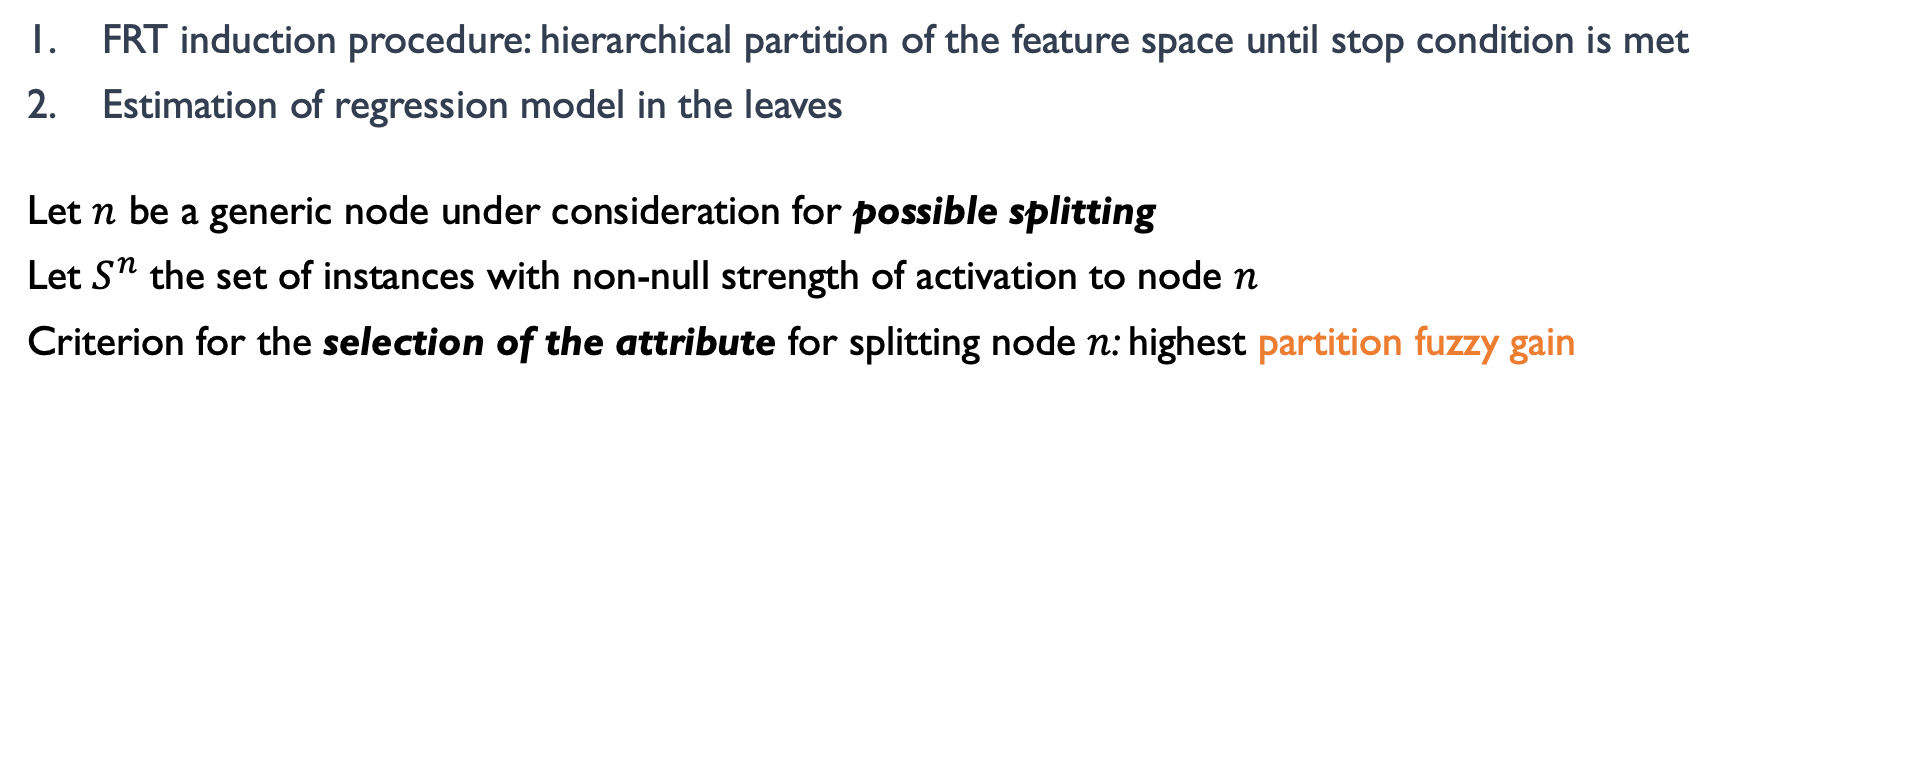 1. FRT induction procedure: hierarchical partition of the feature space until stop condition is met
2. Estimation of regression model in the leaves
Let n be a generic node under consideration for possible splitting
Let Sⁿ the set of instances with non-null strength of activation to node n
Criterion for the selection of the attribute for splitting node n: highest partition fuzzy gain